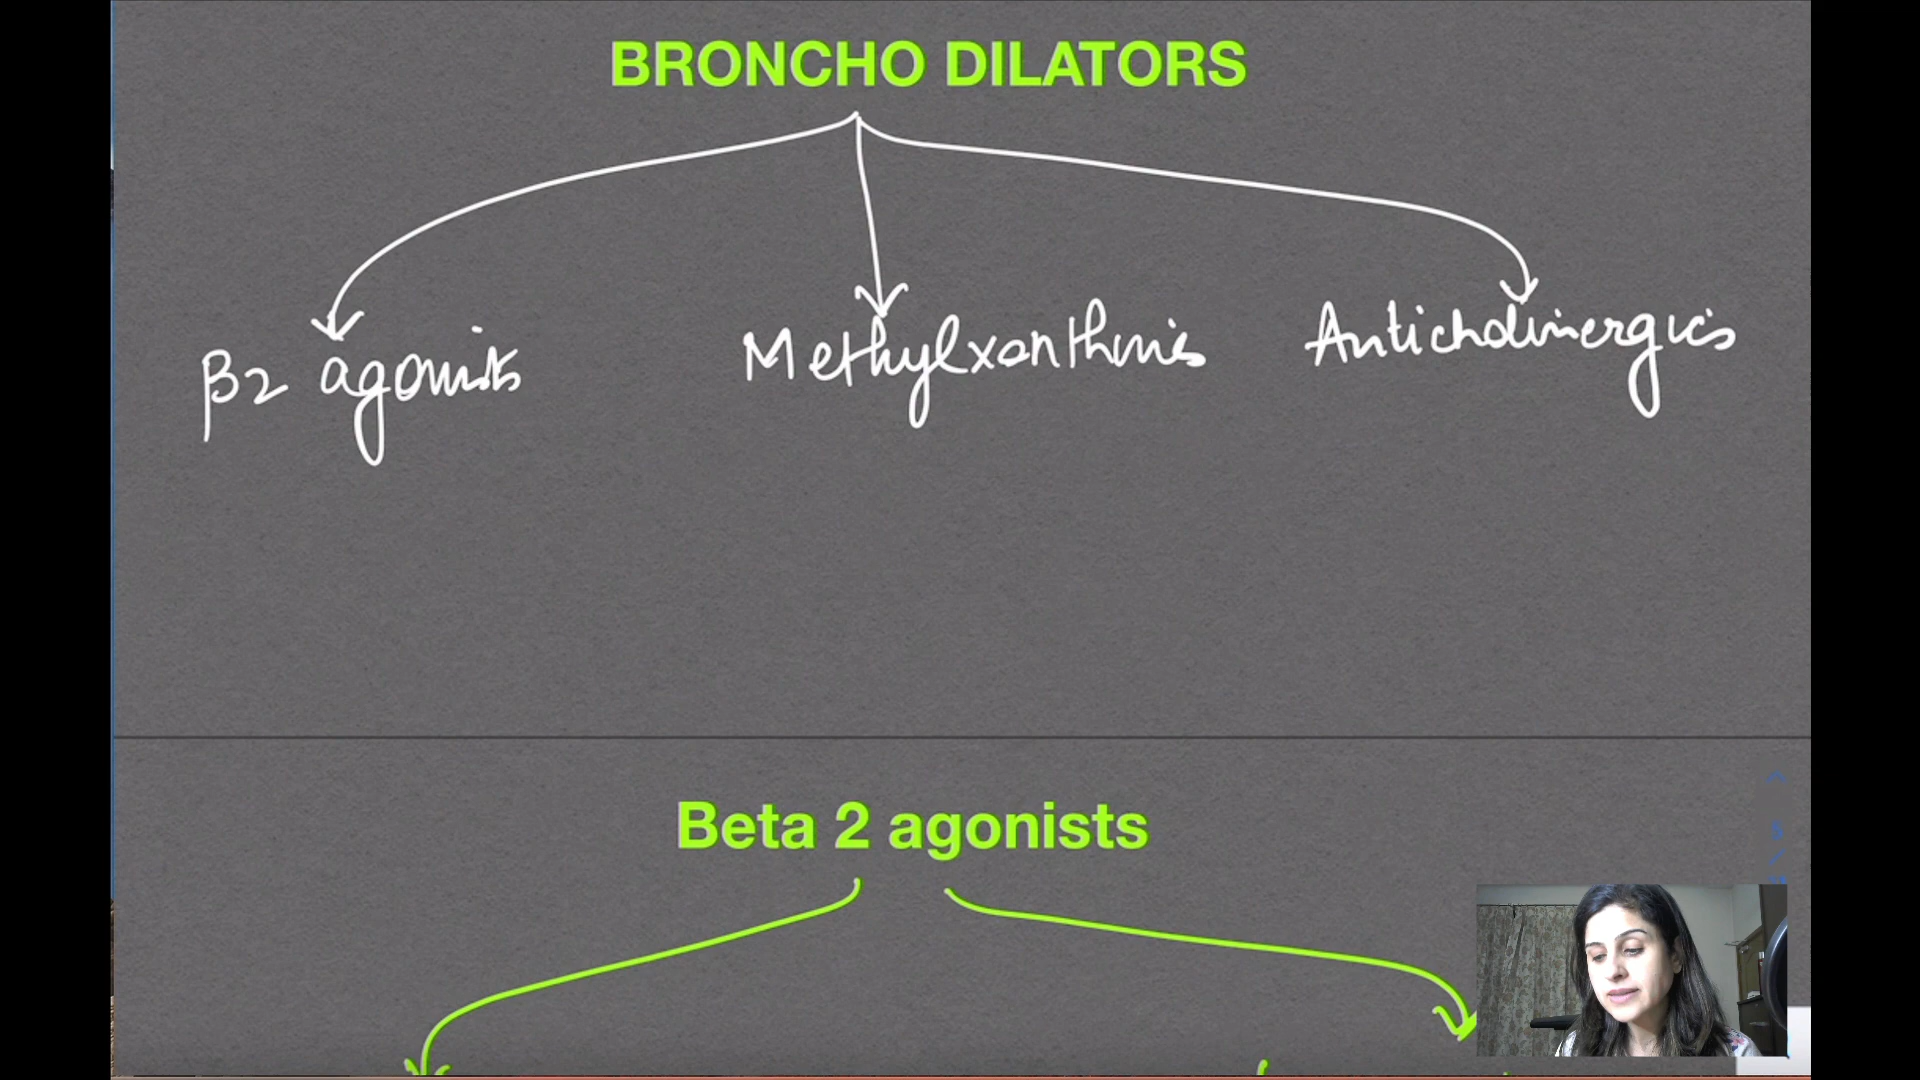 BRONCHO DILATORS
β2 agonists Methylxanthines Anticholinergics
Beta 2 agonists